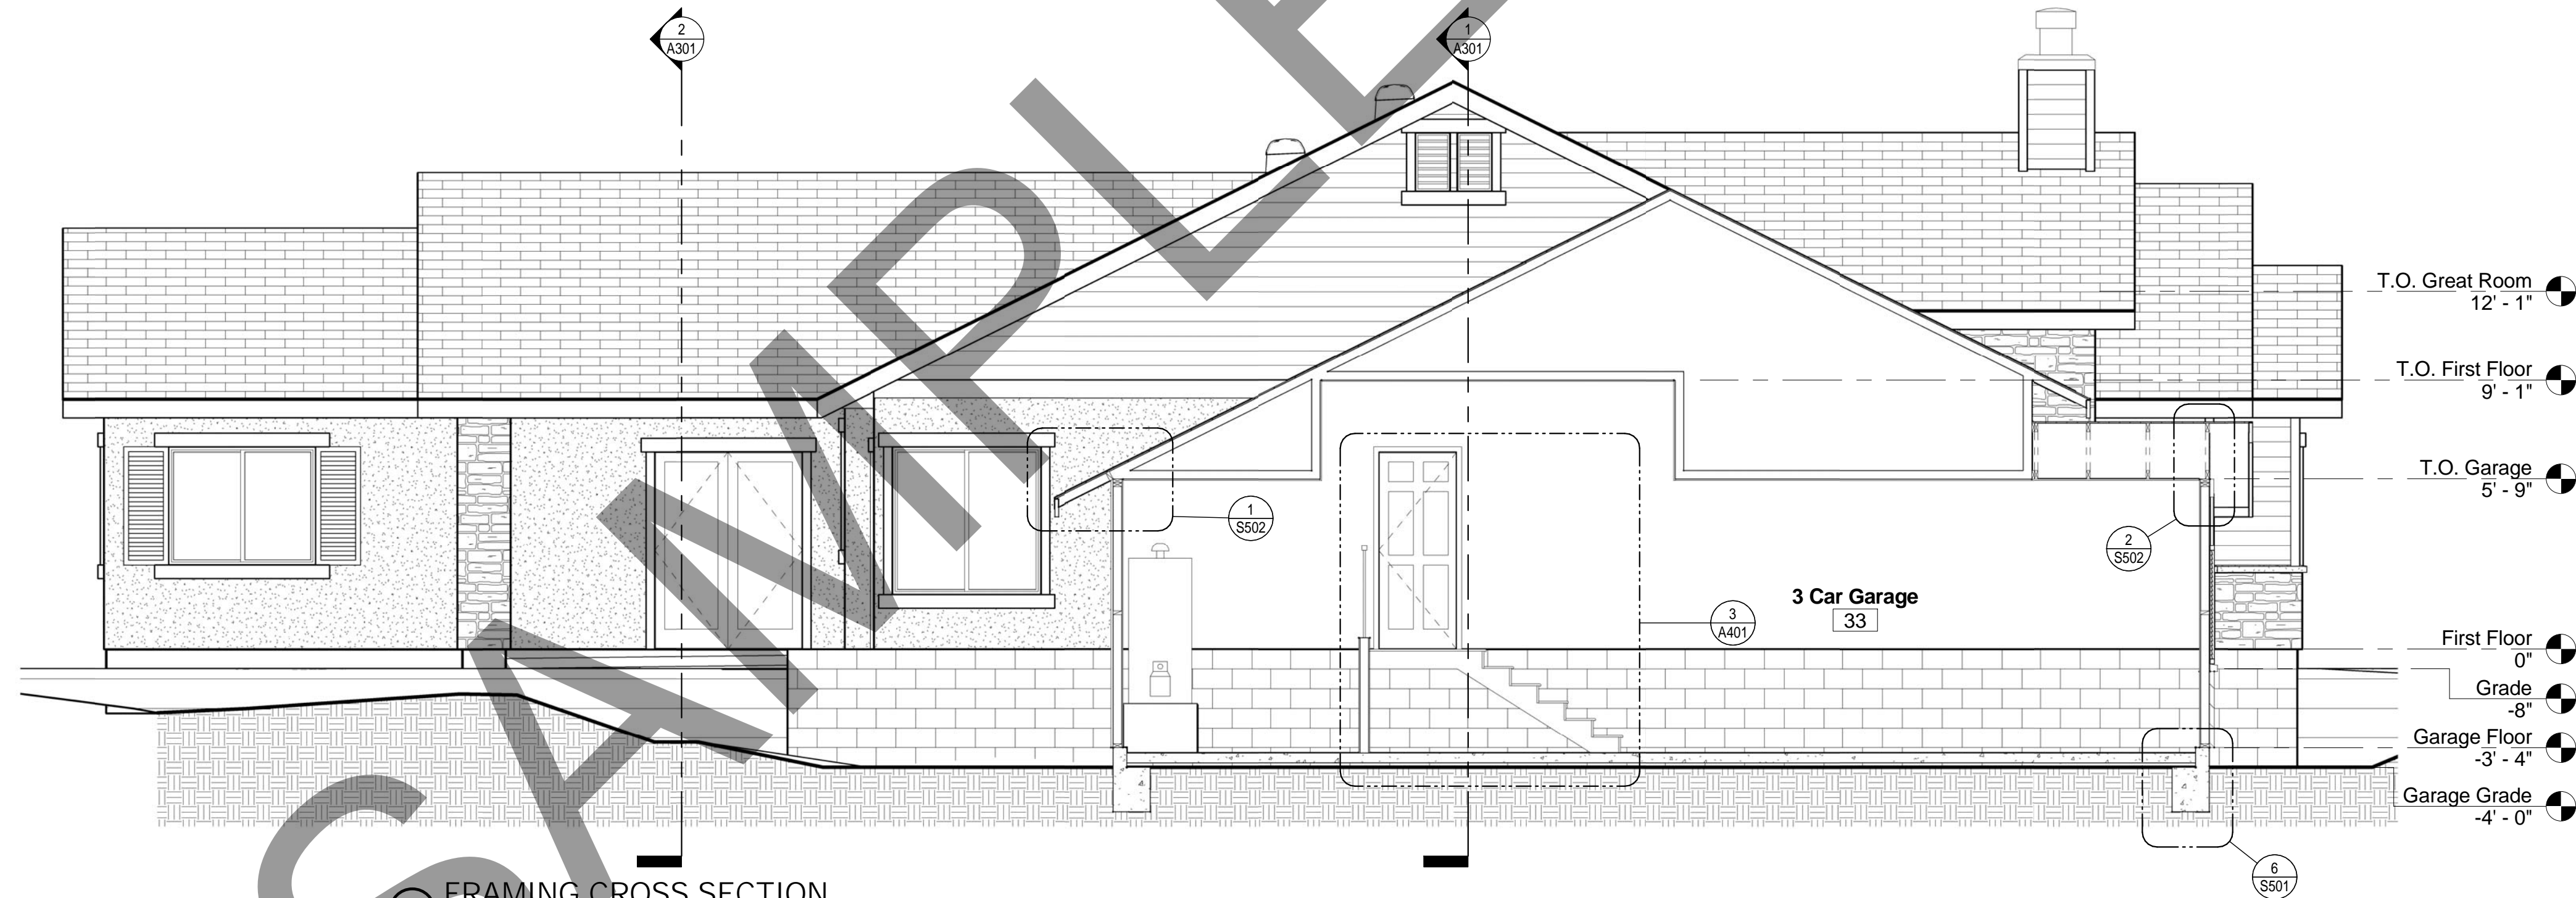 2
A301
1
A301
T.O. Great Room
12' - 1"
T.O. First Floor
9' - 1"
T.O. Garage
5' - 9"
1
S502
2
S502
3 Car Garage
33
3
A401
First Floor
0"
Grade
-8"
Garage Floor
-3' - 4"
Garage Grade
-4' - 0"
6
S501
FRAMING CROSS SECTION
SAMPLE